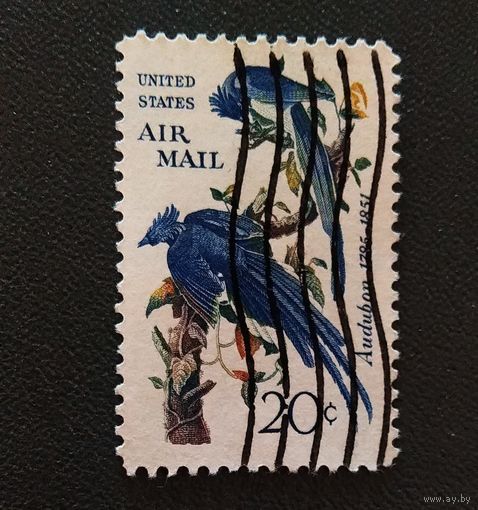 UNITED
STATES
AIR
MAIL
Audubon 1785-1851
20¢
www.ay.by